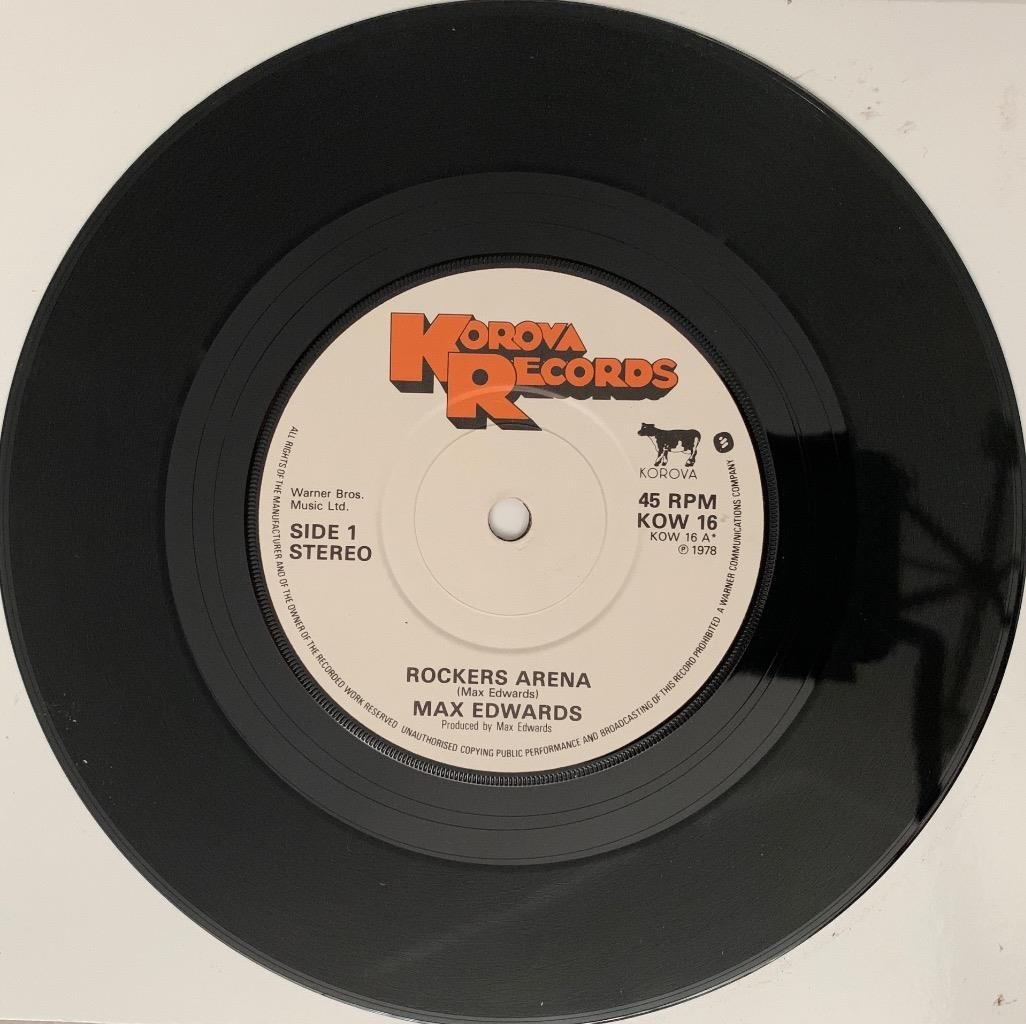 KOROVA
RECORDS
KOROVA
Warner Bros.
Music Ltd.
SIDE 1
STEREO
45 RPM
KOW 16
KOW 16 A*
℗ 1978
ROCKERS ARENA
(Max Edwards)
MAX EDWARDS
Produced by Max Edwards
ALL RIGHTS OF THE MANUFACTURER AND OF THE OWNER OF THE RECORDED WORK RESERVED UNAUTHORISED COPYING PUBLIC PERFORMANCE AND BROADCASTING OF THIS RECORD PROHIBITED A WARNER COMMUNICATIONS COMPANY